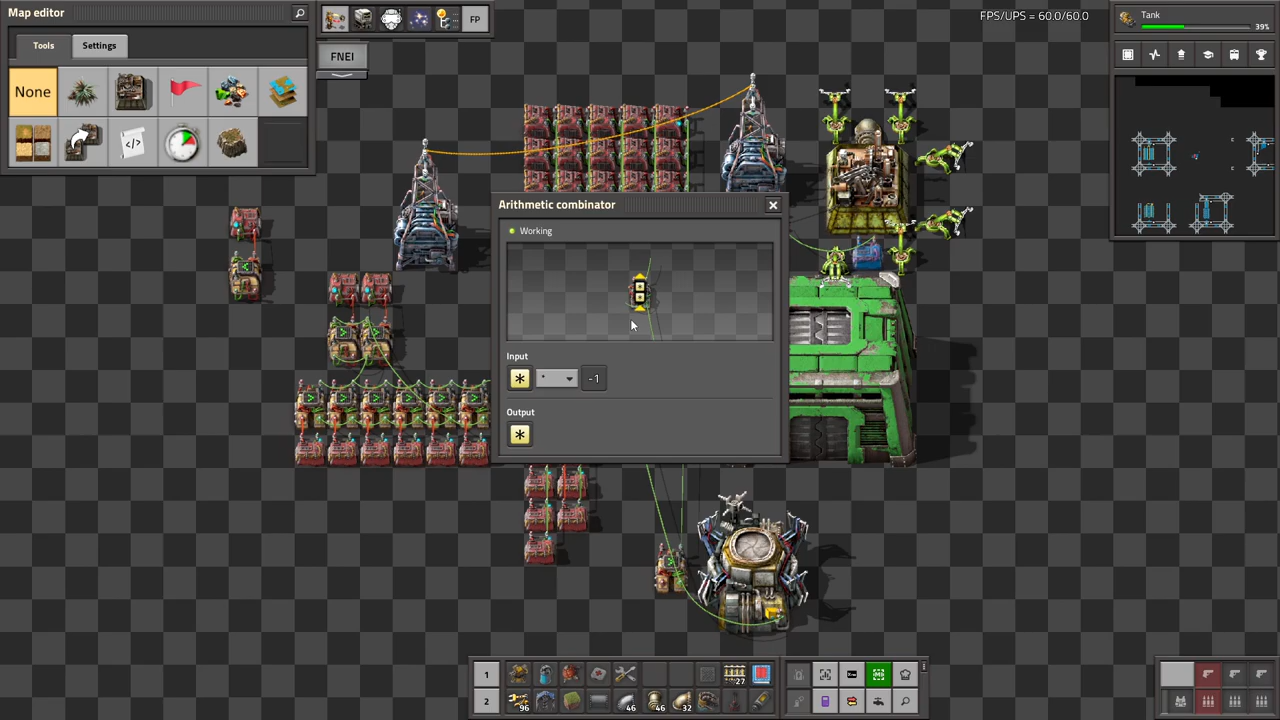 Map editor
Tools Settings
None
</>
FP
FNEI
FPS/UPS = 60.0/60.0
Tank
39%
Arithmetic combinator
Working
Input
* * -1
Output
*
1 27
2 96 46 46 32